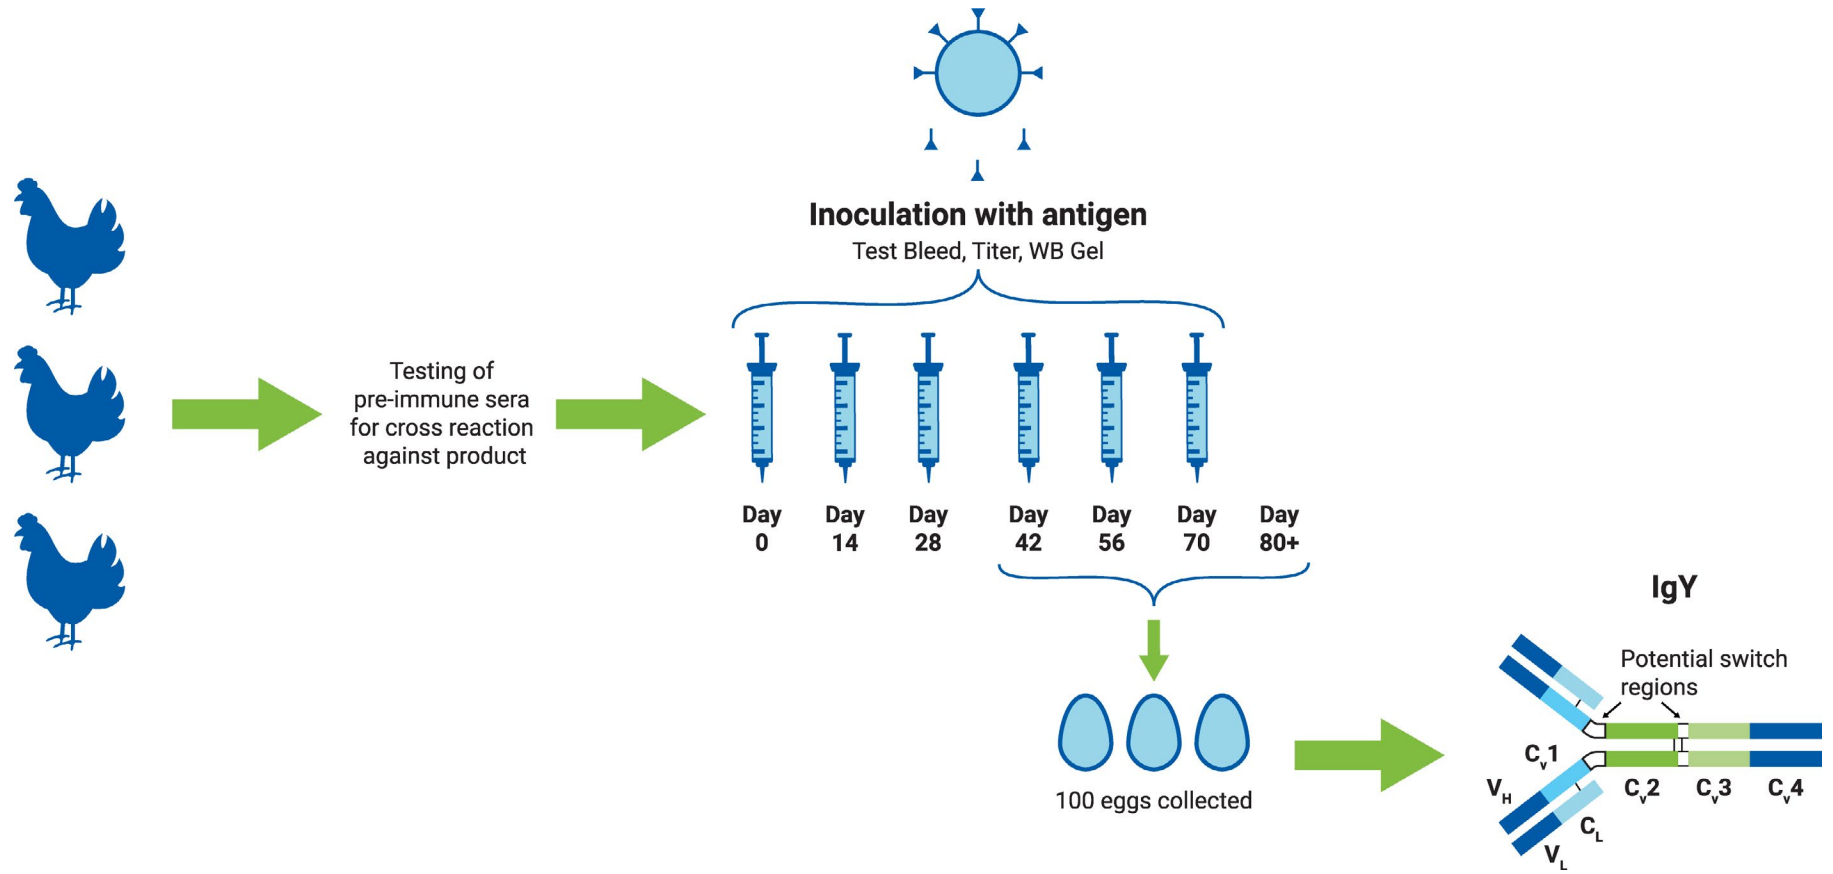 Inoculation with antigen
Test Bleed, Titer, WB Gel
Testing of
pre-immune sera
for cross reaction
against product
Day
0
Day
14
Day
28
Day
42
Day
56
Day
70
Day
80+
100 eggs collected
IgY
Potential switch
regions
Cv1
VH
Cv2
Cv3
Cv4
CL
VL